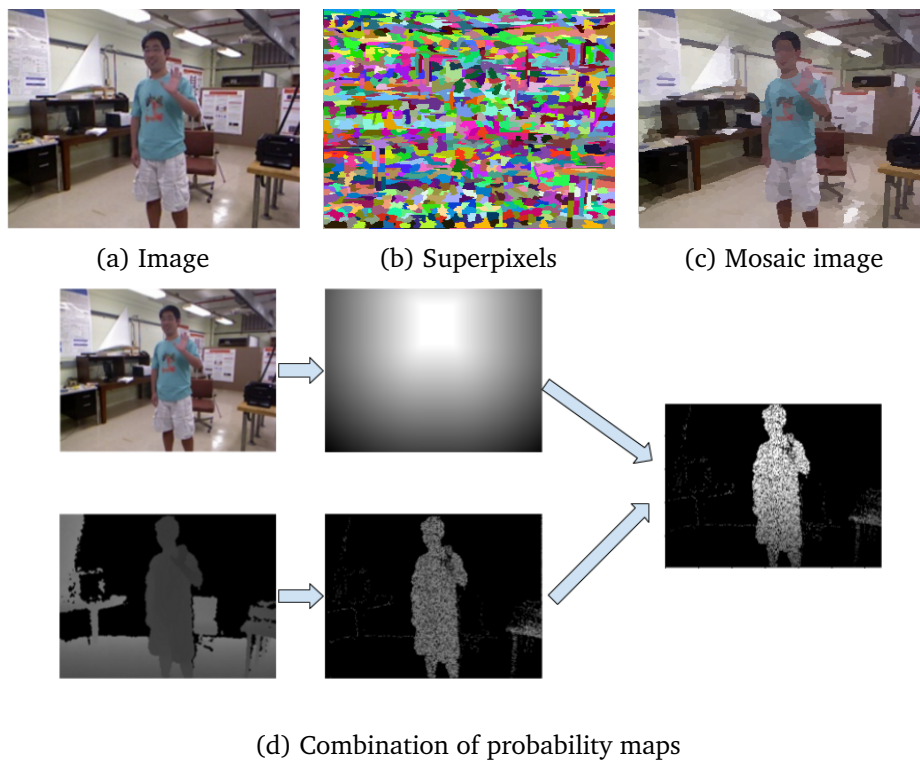 (a) Image
(b) Superpixels
(c) Mosaic image
(d) Combination of probability maps